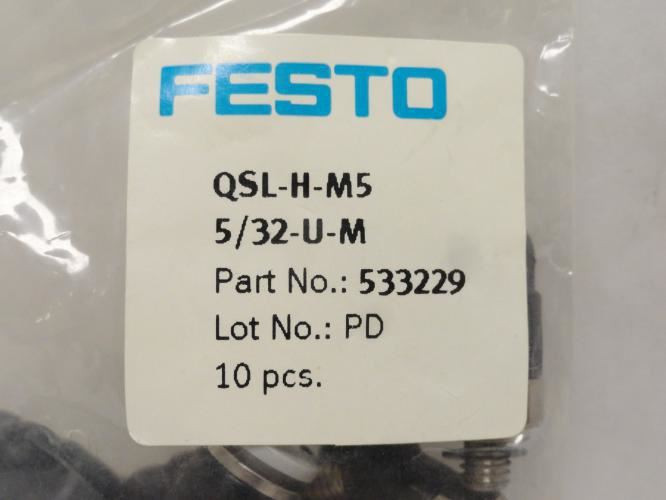 FESTO
QSL-H-M5
5/32-U-M
Part No.: 533229
Lot No.: PD
10 pcs.